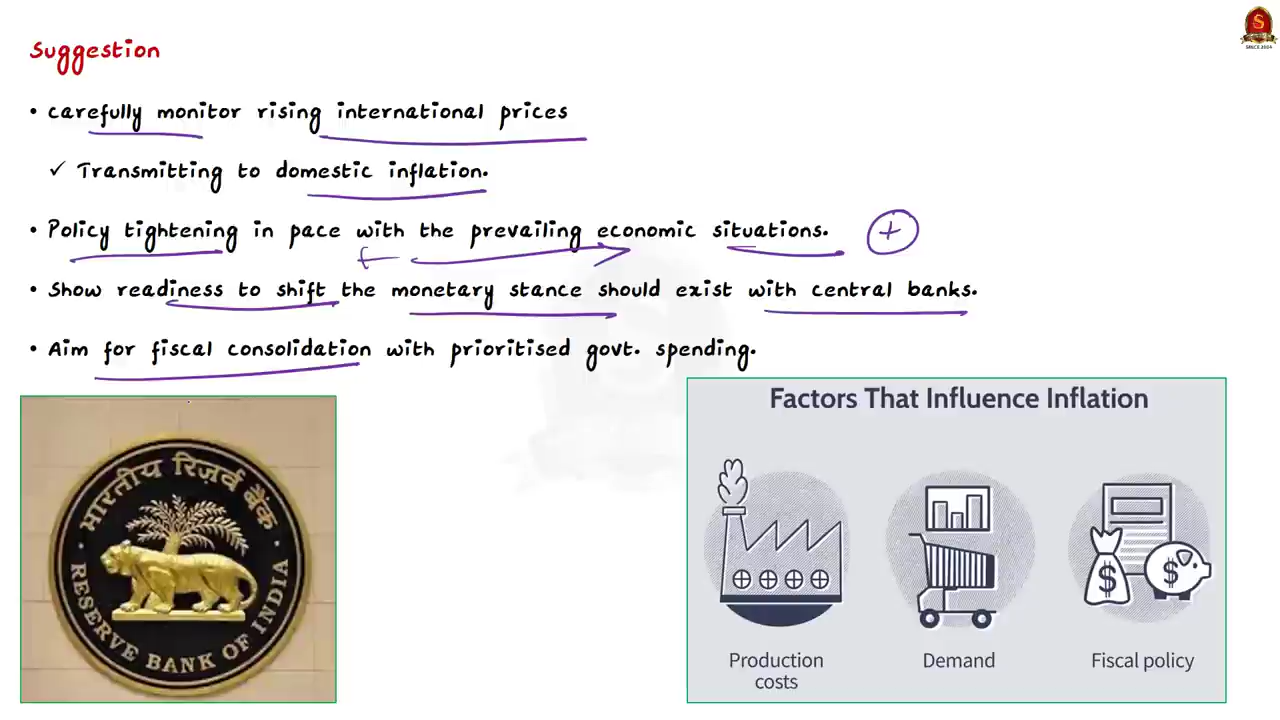 SINCE 2004
Suggestion
• carefully monitor rising international prices
✓ Transmitting to domestic inflation.
• Policy tightening in pace with the prevailing economic situations.
• Show readiness to shift the monetary stance should exist with central banks.
• Aim for fiscal consolidation with prioritised govt. spending.
भारतीय रिज़र्व बैंक
RESERVE BANK OF INDIA
Factors That Influence Inflation
Production
costs
Demand
Fiscal policy